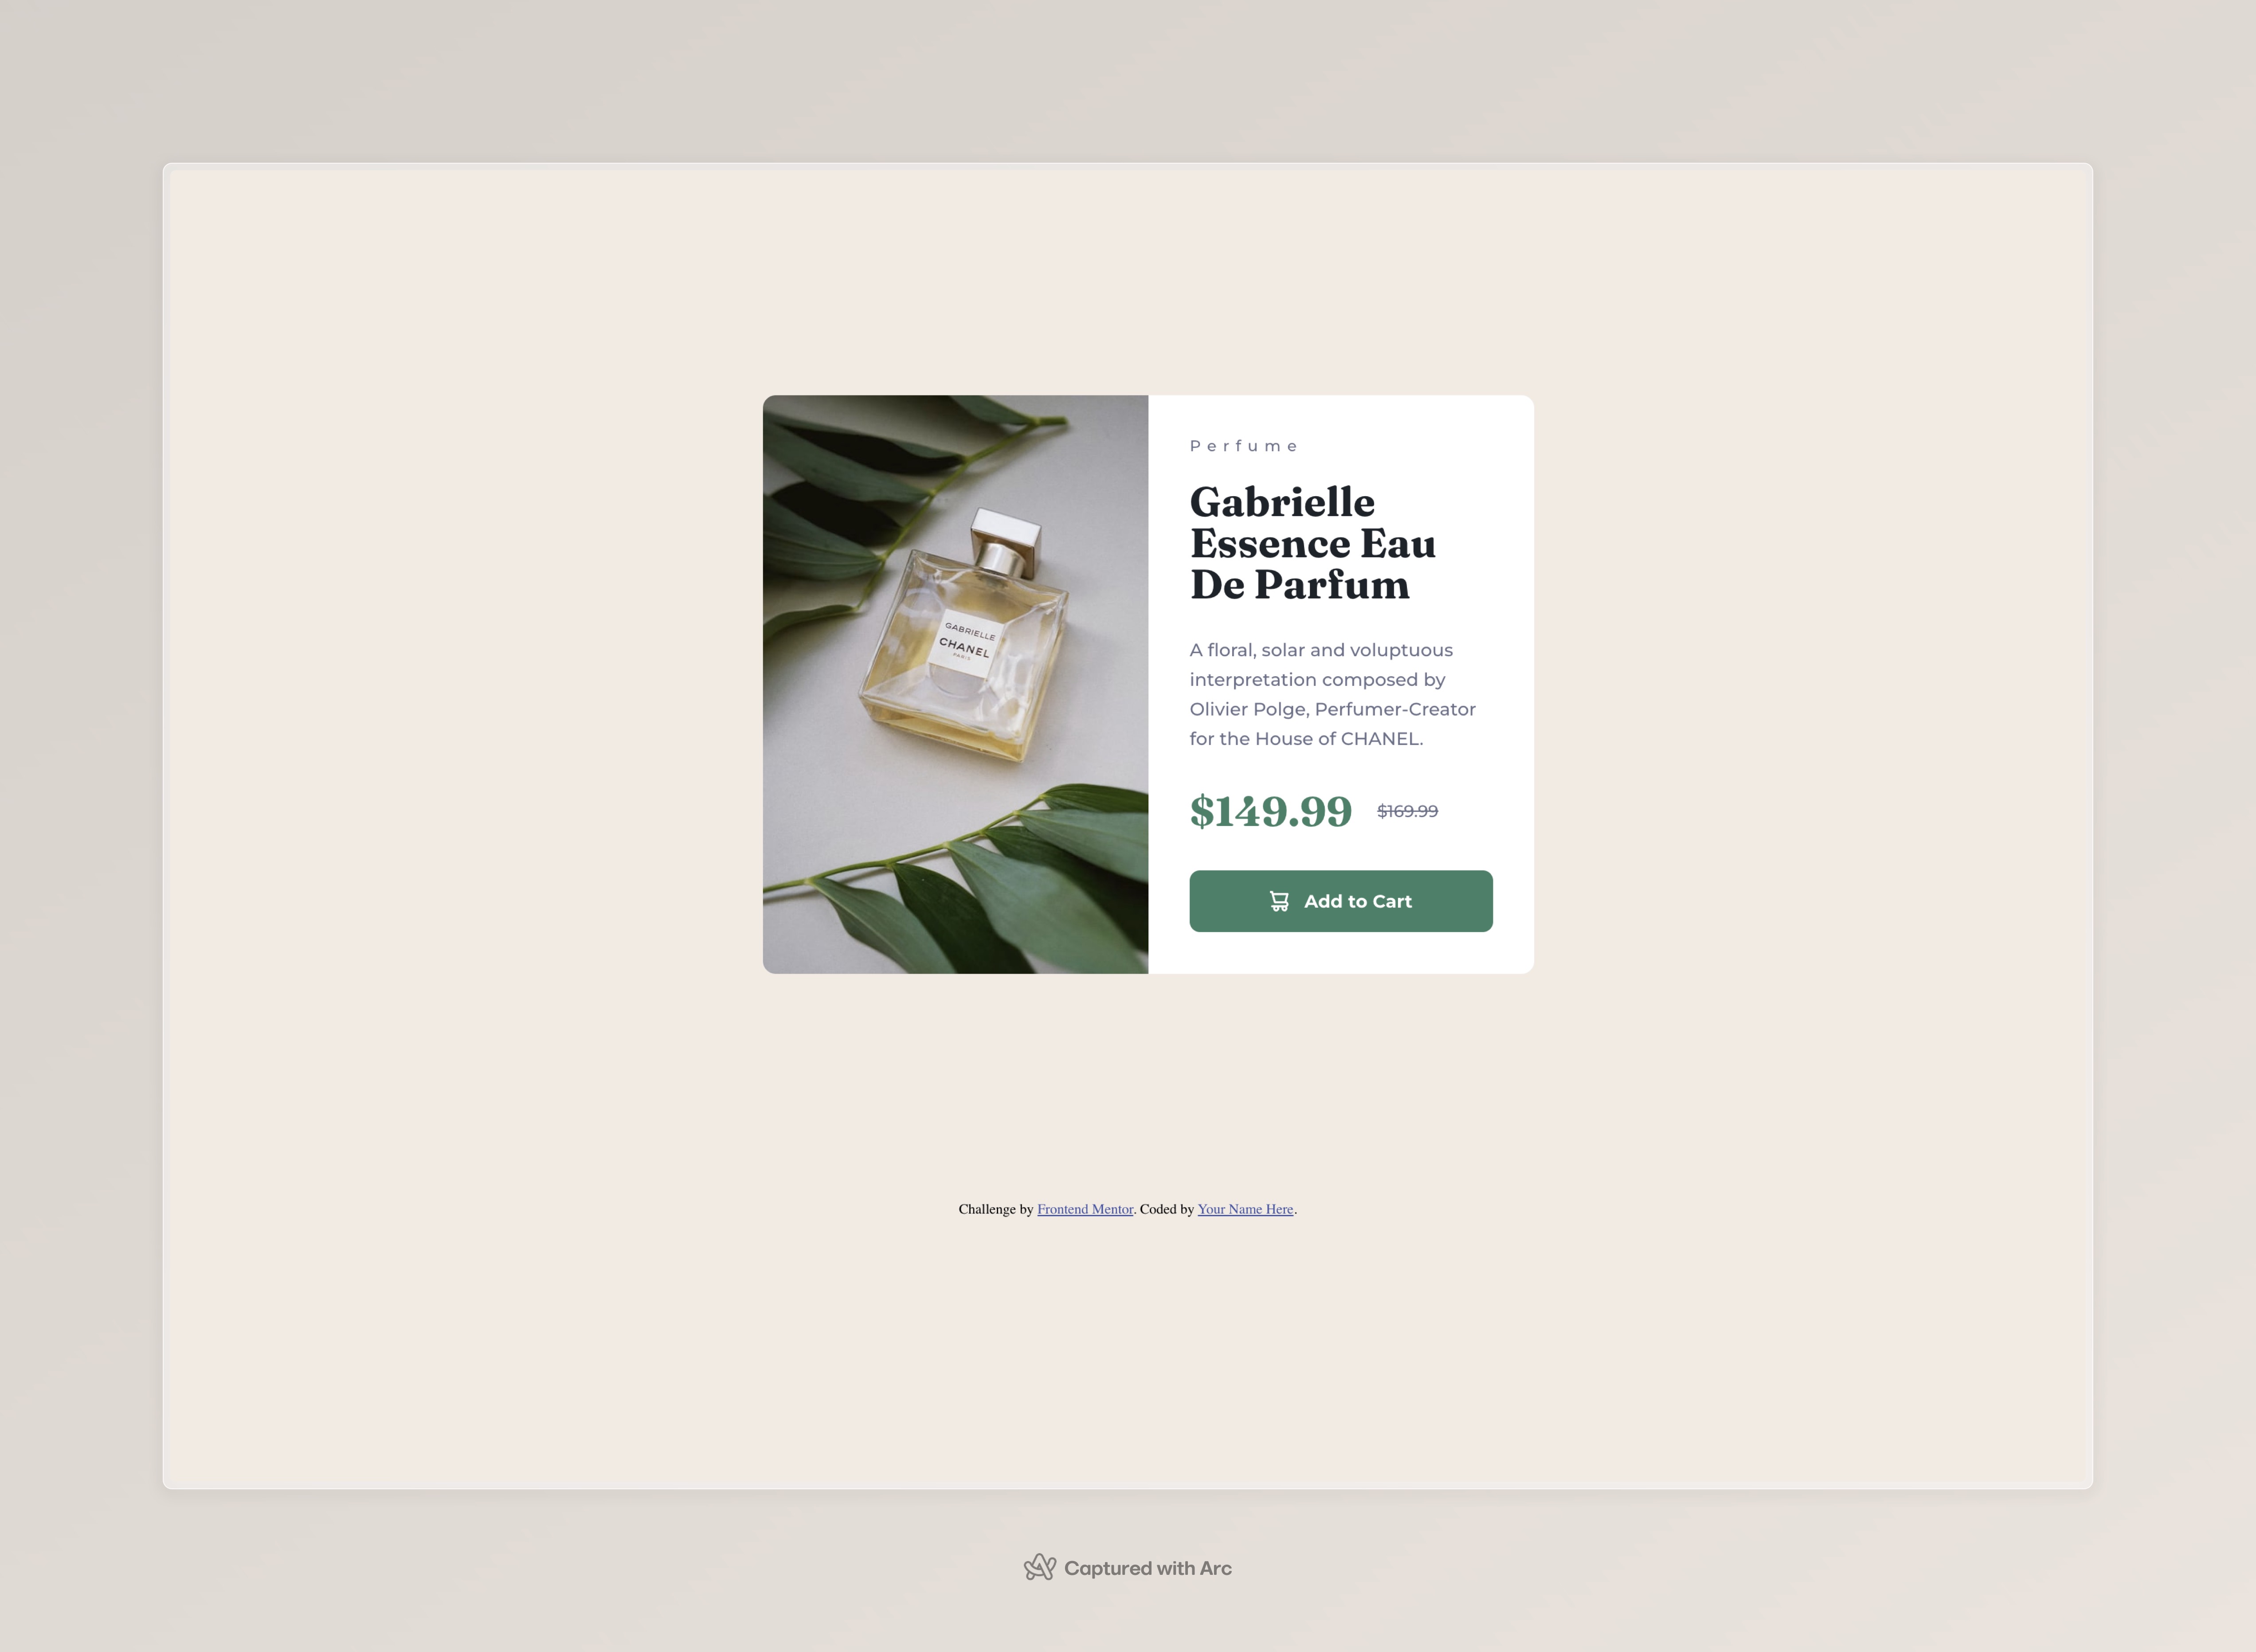 Perfume
Gabrielle
Essence Eau
De Parfum
GABRIELLE
CHANEL
PARIS
A floral, solar and voluptuous
interpretation composed by
Olivier Polge, Perfumer-Creator
for the House of CHANEL.
$149.99 $169.99
Add to Cart
Challenge by Frontend Mentor. Coded by Your Name Here.
Captured with Arc